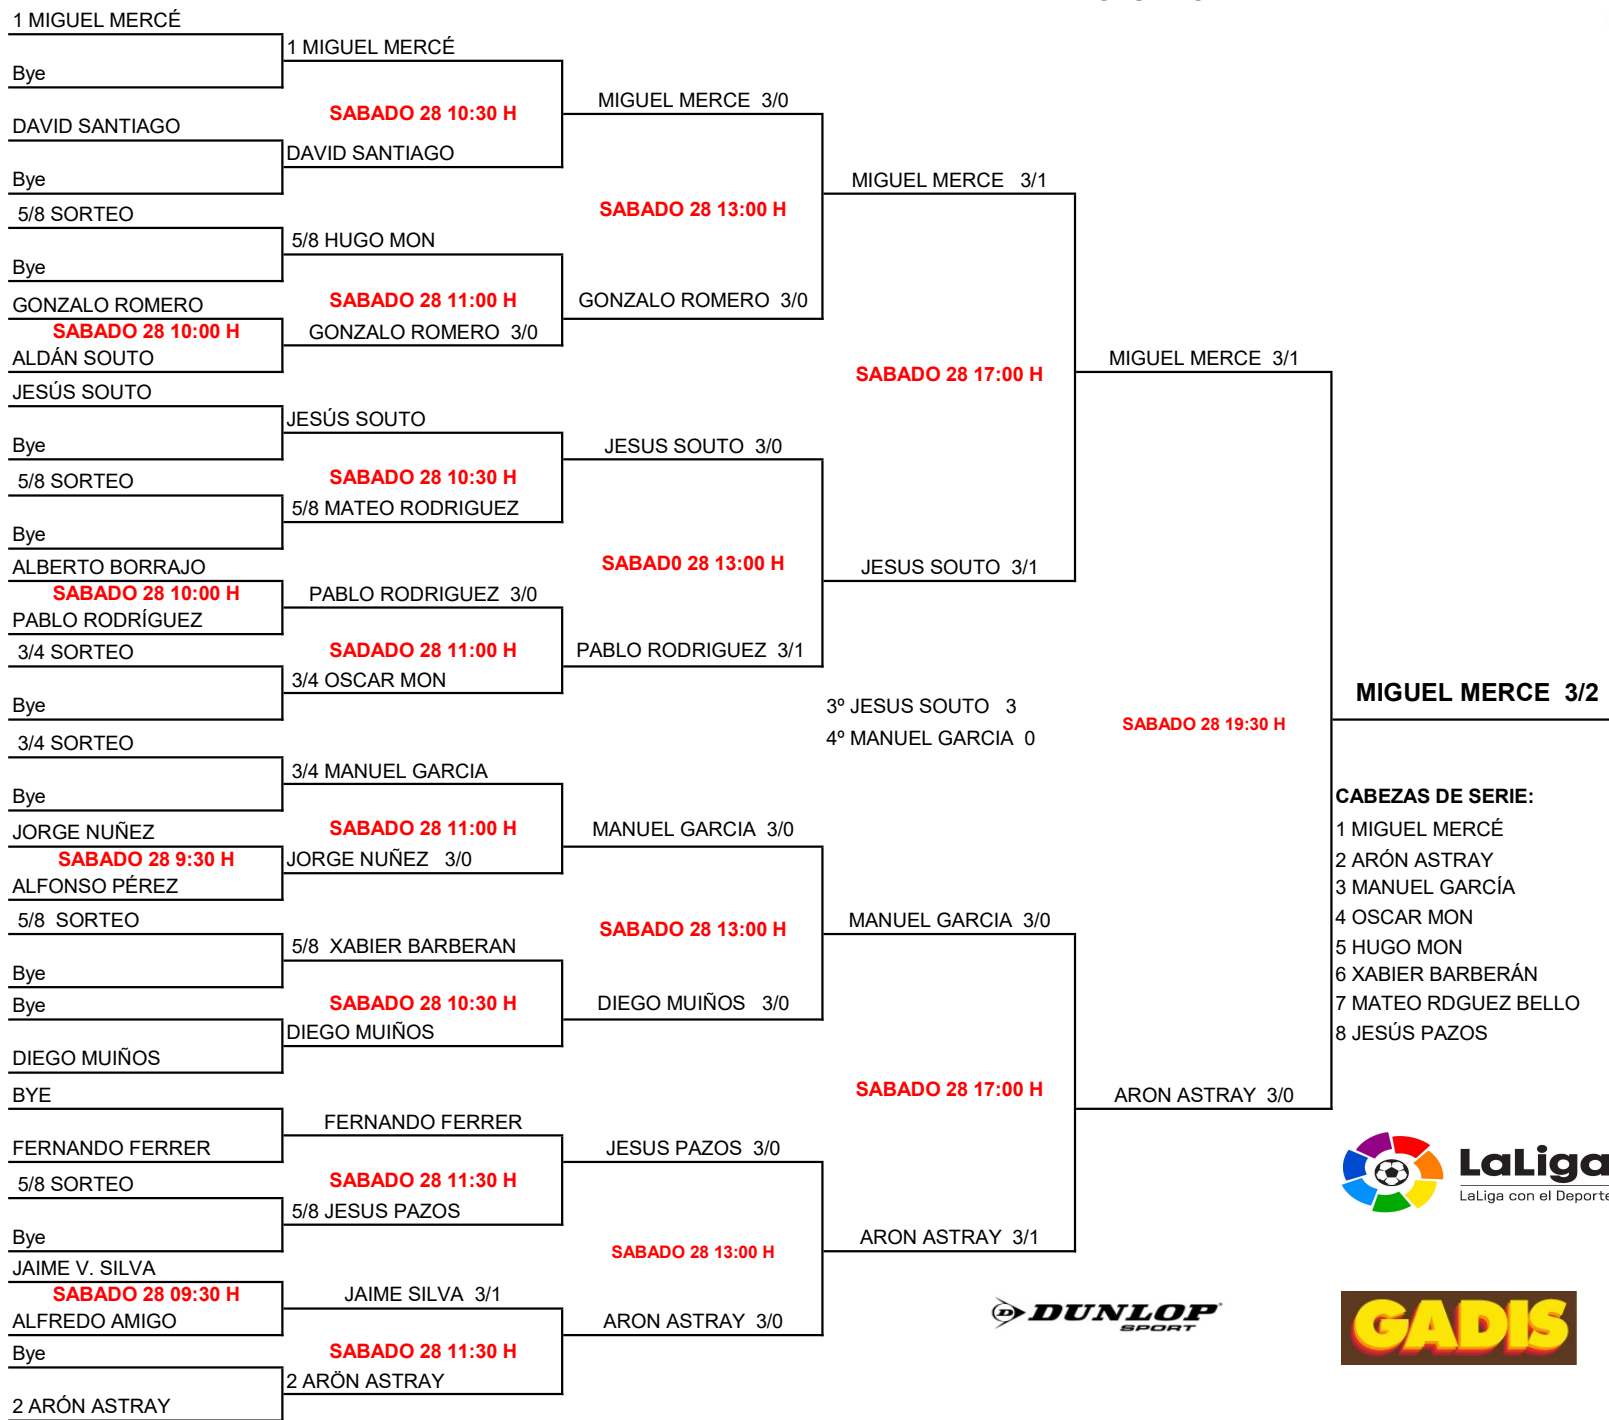 1 MIGUEL MERCÉ
Bye
DAVID SANTIAGO
Bye
5/8 SORTEO
Bye
GONZALO ROMERO
SABADO 28 10:00 H
ALDÁN SOUTO
JESÚS SOUTO
Bye
5/8 SORTEO
Bye
ALBERTO BORRAJO
SABADO 28 10:00 H
PABLO RODRÍGUEZ
3/4 SORTEO
Bye
3/4 SORTEO
Bye
JORGE NUÑEZ
SABADO 28 9:30 H
ALFONSO PÉREZ
5/8 SORTEO
Bye
Bye
DIEGO MUIÑOS
BYE
FERNANDO FERRER
5/8 SORTEO
Bye
JAIME V. SILVA
SABADO 28 09:30 H
ALFREDO AMIGO
Bye
2 ARÓN ASTRAY
1 MIGUEL MERCÉ
SABADO 28 10:30 H
DAVID SANTIAGO
5/8 HUGO MON
SABADO 28 11:00 H
GONZALO ROMERO 3/0
JESÚS SOUTO
SABADO 28 10:30 H
5/8 MATEO RODRIGUEZ
PABLO RODRIGUEZ 3/0
SADADO 28 11:00 H
3/4 OSCAR MON
3/4 MANUEL GARCIA
SABADO 28 11:00 H
JORGE NUÑEZ 3/0
5/8 XABIER BARBERAN
SABADO 28 10:30 H
DIEGO MUIÑOS
FERNANDO FERRER
SABADO 28 11:30 H
5/8 JESUS PAZOS
JAIME SILVA 3/1
SABADO 28 11:30 H
2 ARÖN ASTRAY
MIGUEL MERCE 3/0
SABADO 28 13:00 H
GONZALO ROMERO 3/0
JESUS SOUTO 3/0
SABAD0 28 13:00 H
PABLO RODRIGUEZ 3/1
MANUEL GARCIA 3/0
SABADO 28 13:00 H
DIEGO MUIÑOS 3/0
JESUS PAZOS 3/0
SABADO 28 13:00 H
ARON ASTRAY 3/0
MIGUEL MERCE 3/1
SABADO 28 17:00 H
JESUS SOUTO 3/1
3º JESUS SOUTO 3
4º MANUEL GARCIA 0
MANUEL GARCIA 3/0
SABADO 28 17:00 H
ARON ASTRAY 3/1
MIGUEL MERCE 3/1
SABADO 28 19:30 H
ARON ASTRAY 3/0
MIGUEL MERCE 3/2
CABEZAS DE SERIE:
1 MIGUEL MERCÉ
2 ARÓN ASTRAY
3 MANUEL GARCÍA
4 OSCAR MON
5 HUGO MON
6 XABIER BARBERÁN
7 MATEO RDGUEZ BELLO
8 JESÚS PAZOS
LaLiga
LaLiga con el Deporte
DUNLOP
SPORT
GADIS